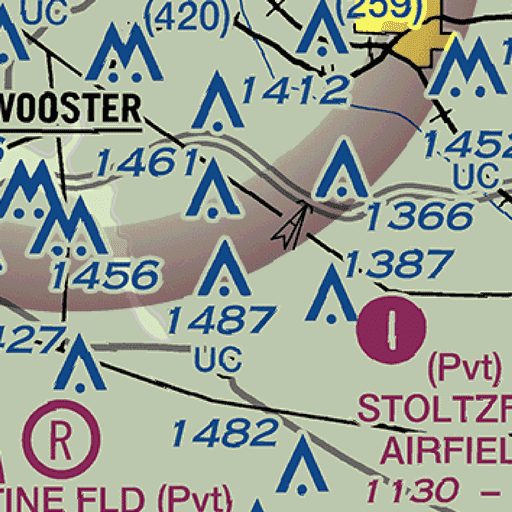 UC
(420)
(259)
1412
WOOSTER
1461
1452
UC
1366
1456
1387
1487
427
UC
(Pvt)
STOLTZF
AIRFIEL
1482
R
1130 -
TINE FLD (Pvt)